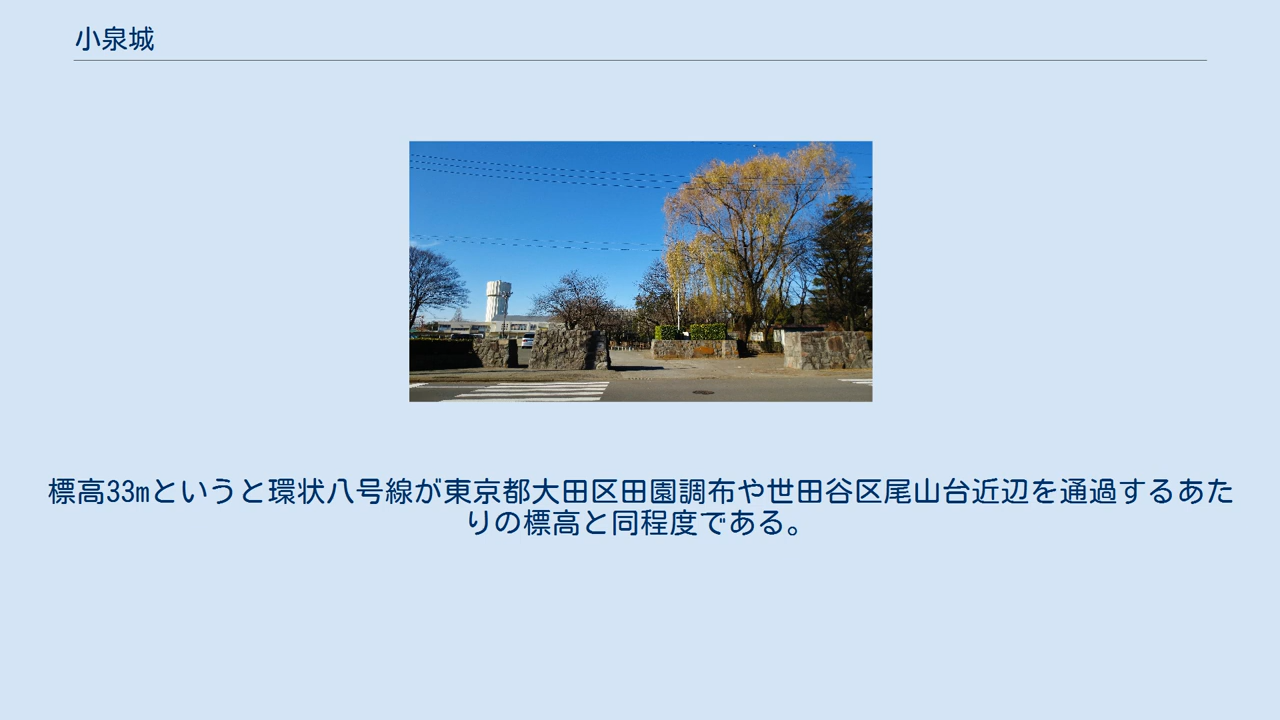 小泉城
標高33mというと環状八号線が東京都大田区田園調布や世田谷区尾山台近辺を通過するあた
りの標高と同程度である。